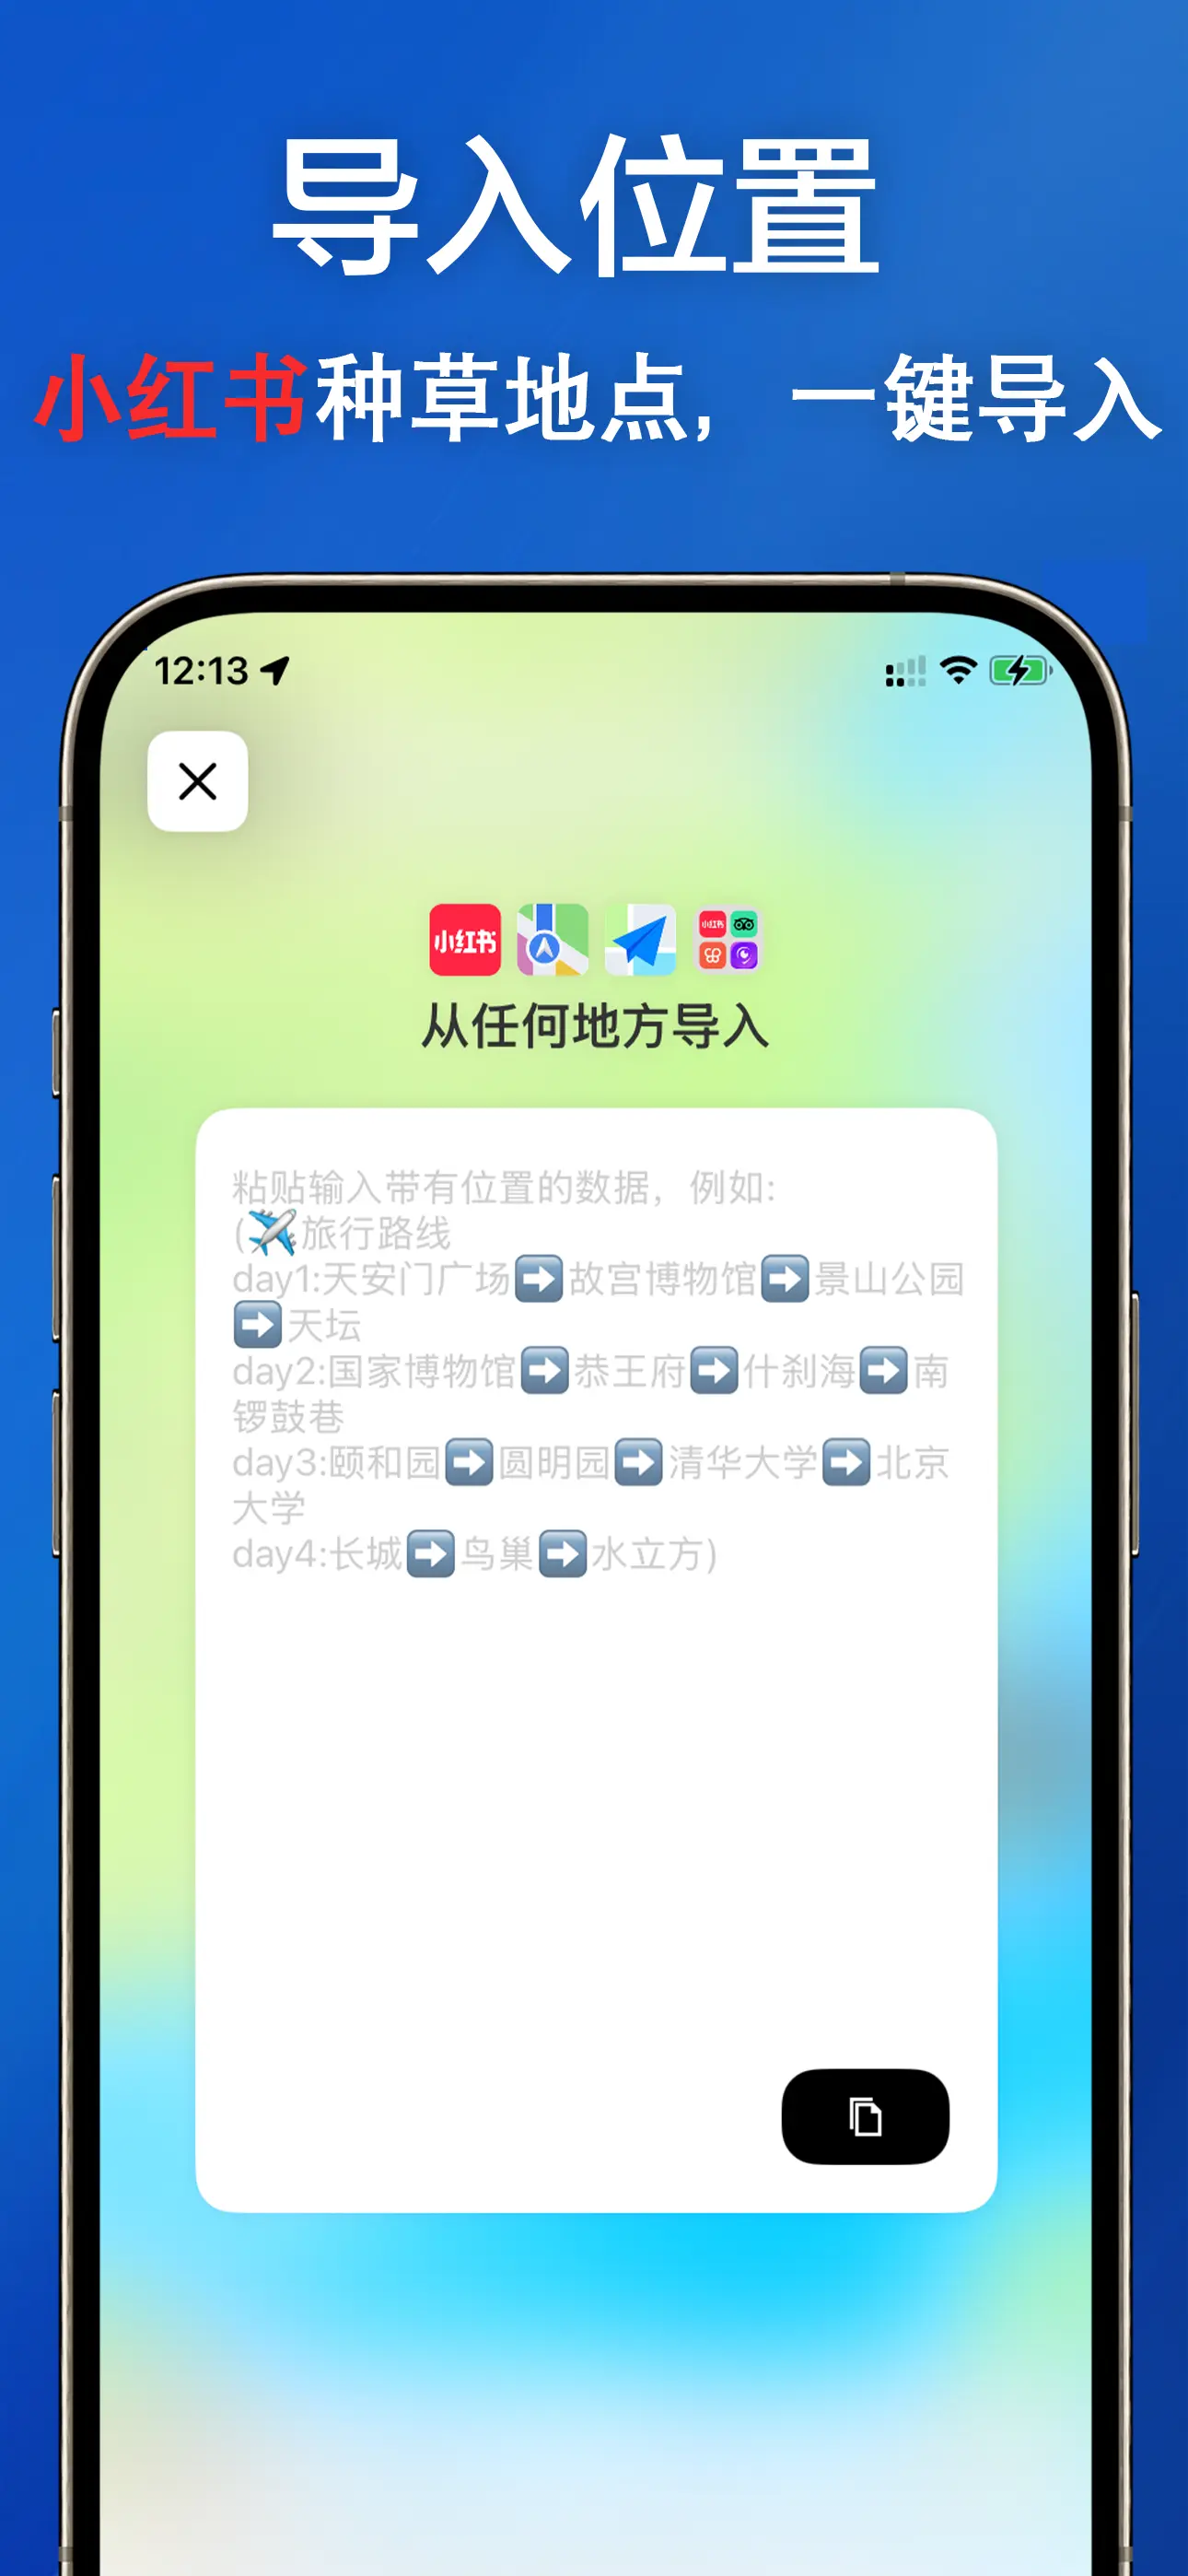 导入位置
小红书种草地点，一键导入
12:13
小红书
小红书
从任何地方导入
粘贴输入带有位置的数据，例如:
(✈️旅行路线
day1:天安门广场➡️故宫博物馆➡️景山公园
➡️天坛
day2:国家博物馆➡️恭王府➡️什刹海➡️南
锣鼓巷
day3:颐和园➡️圆明园➡️清华大学➡️北京
大学
day4:长城➡️鸟巢➡️水立方)